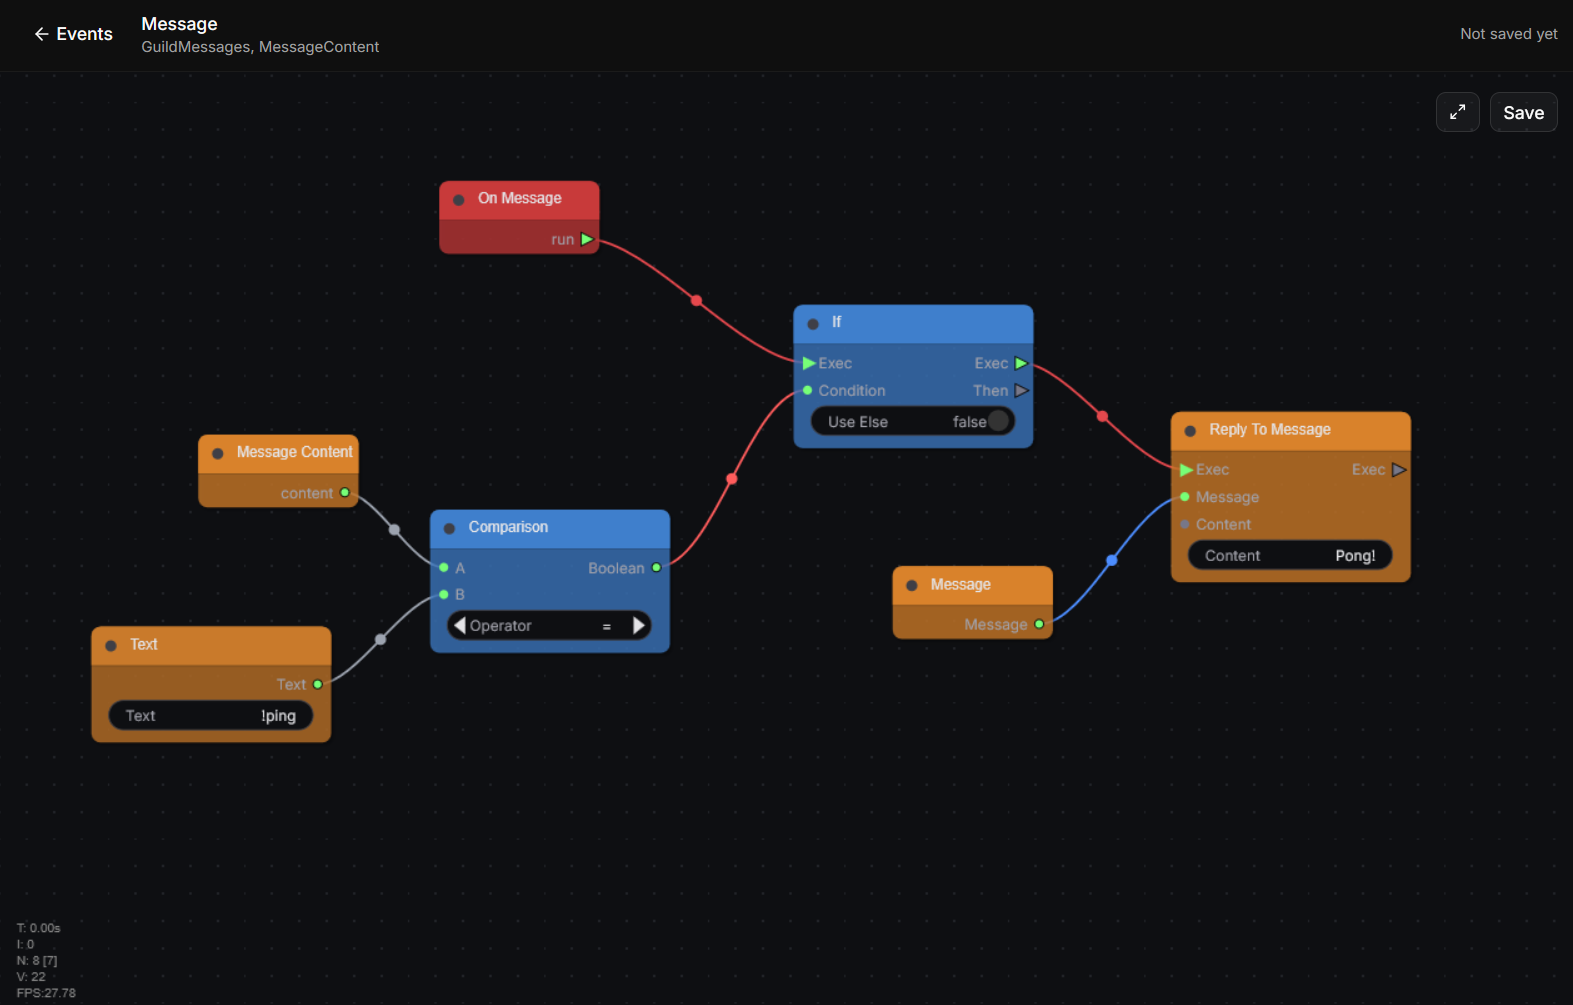 Events
Message
GuildMessages, MessageContent
Not saved yet
Save
On Message
run
If
Exec Exec
Condition Then
Use Else false
Message Content
content
Comparison
A Boolean
B
Operator =
Text
Text
Text !ping
Message
Message
Reply To Message
Exec Exec
Message
Content
Content Pong!
T: 0.00s
I: 0
N: 8 [7]
V: 22
FPS:27.78